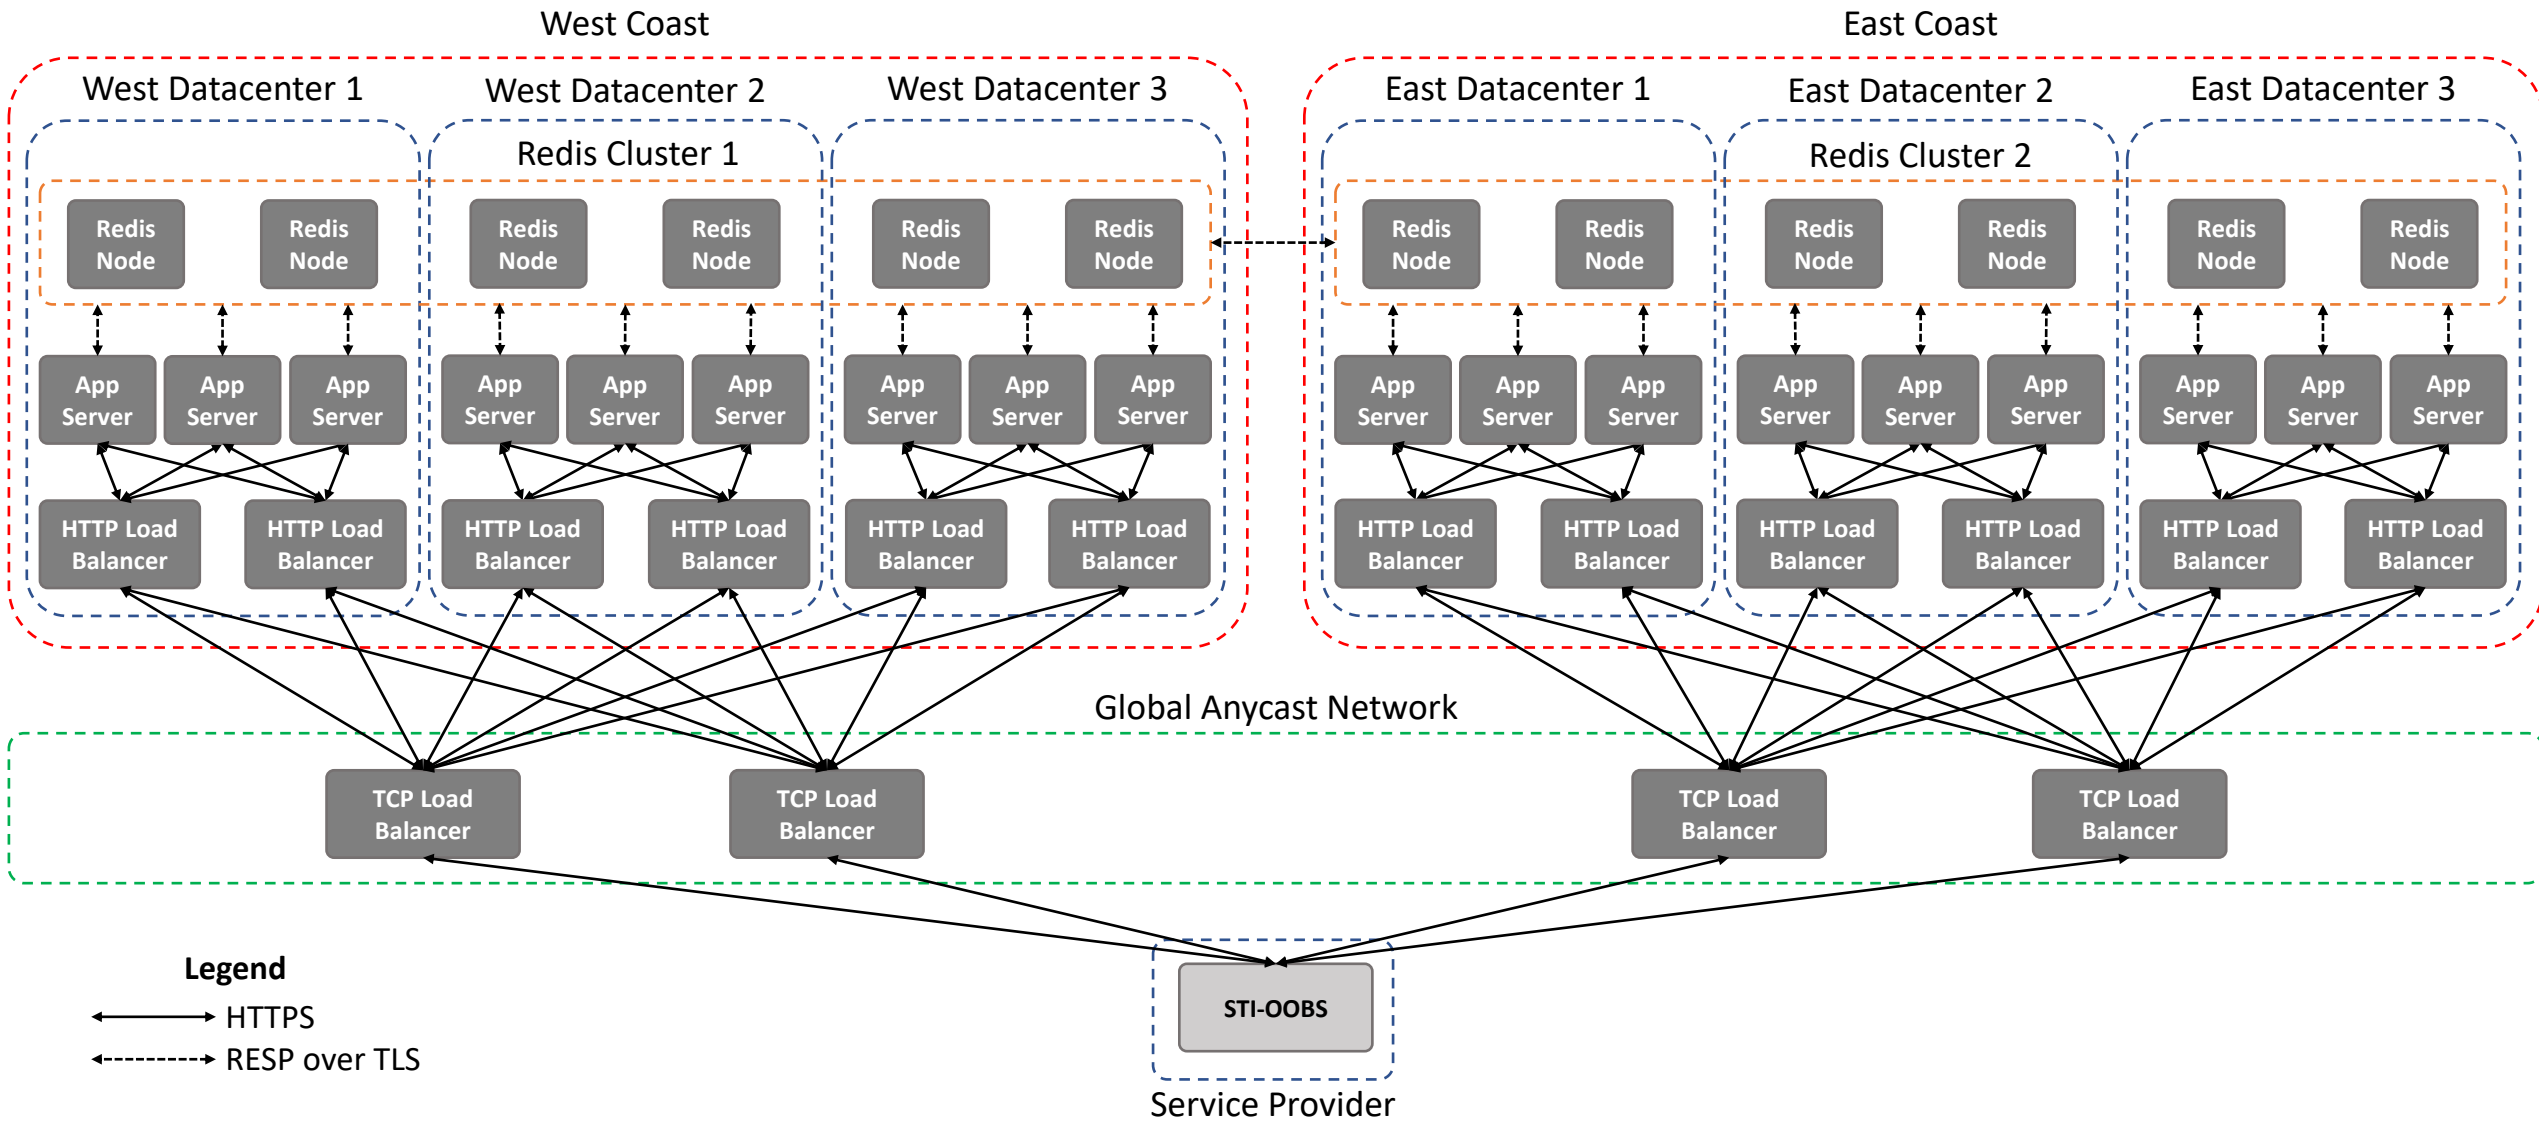 West Coast
East Coast
West Datacenter 1
West Datacenter 2
West Datacenter 3
East Datacenter 1
East Datacenter 2
East Datacenter 3
Redis Cluster 1
Redis Cluster 2
Redis
Node
Redis
Node
Redis
Node
Redis
Node
Redis
Node
Redis
Node
Redis
Node
Redis
Node
Redis
Node
Redis
Node
Redis
Node
Redis
Node
App
Server
App
Server
App
Server
App
Server
App
Server
App
Server
App
Server
App
Server
App
Server
App
Server
App
Server
App
Server
App
Server
App
Server
App
Server
App
Server
App
Server
App
Server
HTTP Load
Balancer
HTTP Load
Balancer
HTTP Load
Balancer
HTTP Load
Balancer
HTTP Load
Balancer
HTTP Load
Balancer
HTTP Load
Balancer
HTTP Load
Balancer
HTTP Load
Balancer
HTTP Load
Balancer
HTTP Load
Balancer
HTTP Load
Balancer
Global Anycast Network
TCP Load
Balancer
TCP Load
Balancer
TCP Load
Balancer
TCP Load
Balancer
Legend
HTTPS
RESP over TLS
STI-OOBS
Service Provider